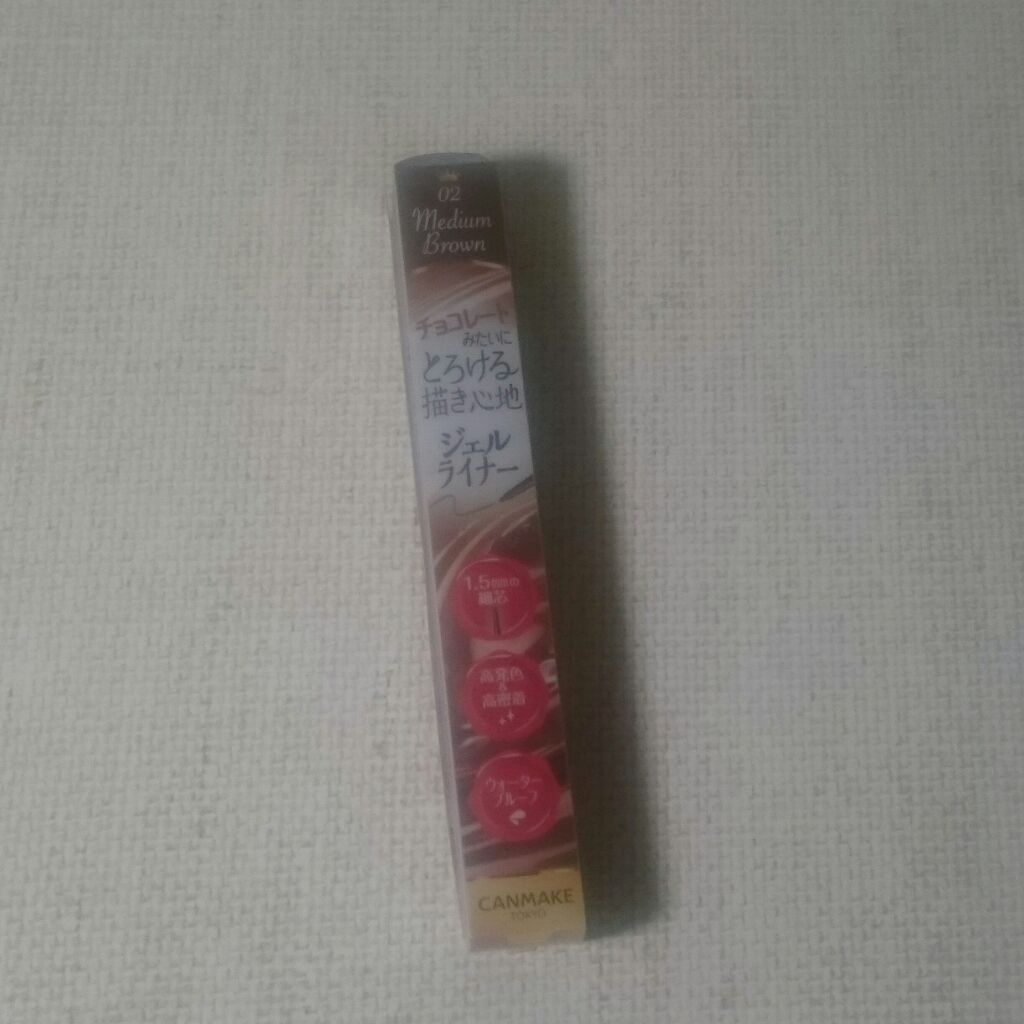 02
Medium
Brown
チョコレート
みたいに
とろける
描き心地
ジェル
ライナー
1.5mmの
細芯
高発色
&
高密着
ウォーター
プルーフ
CANMAKE
TOKYO